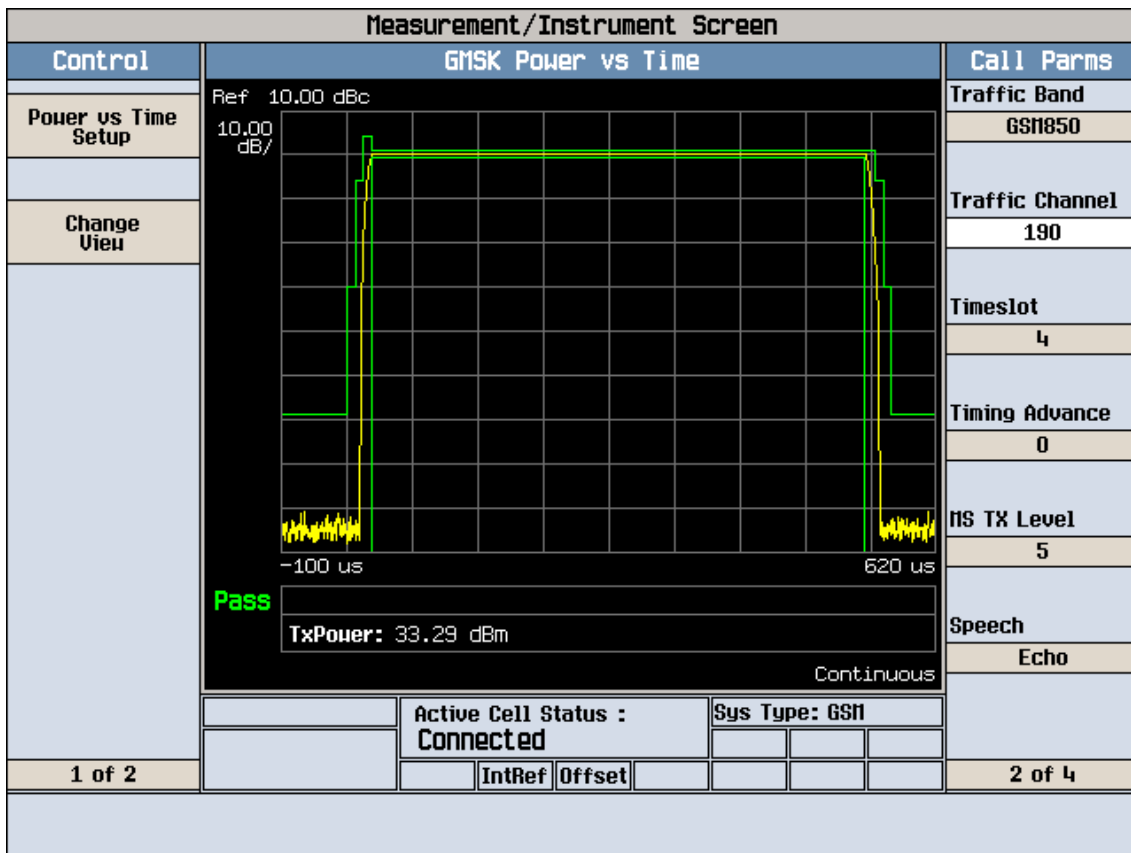 Measurement/Instrument Screen
Control
Power vs Time
Setup
Change
View
1 of 2
GMSK Power vs Time
Ref 10.00 dBc
10.00
dB/
-100 us
620 us
Pass
TxPower: 33.29 dBm
Continuous
Active Cell Status :
Connected
Sys Type: GSM
IntRef
Offset
Call Parms
Traffic Band
GSM850
Traffic Channel
190
Timeslot
4
Timing Advance
0
MS TX Level
5
Speech
Echo
2 of 4